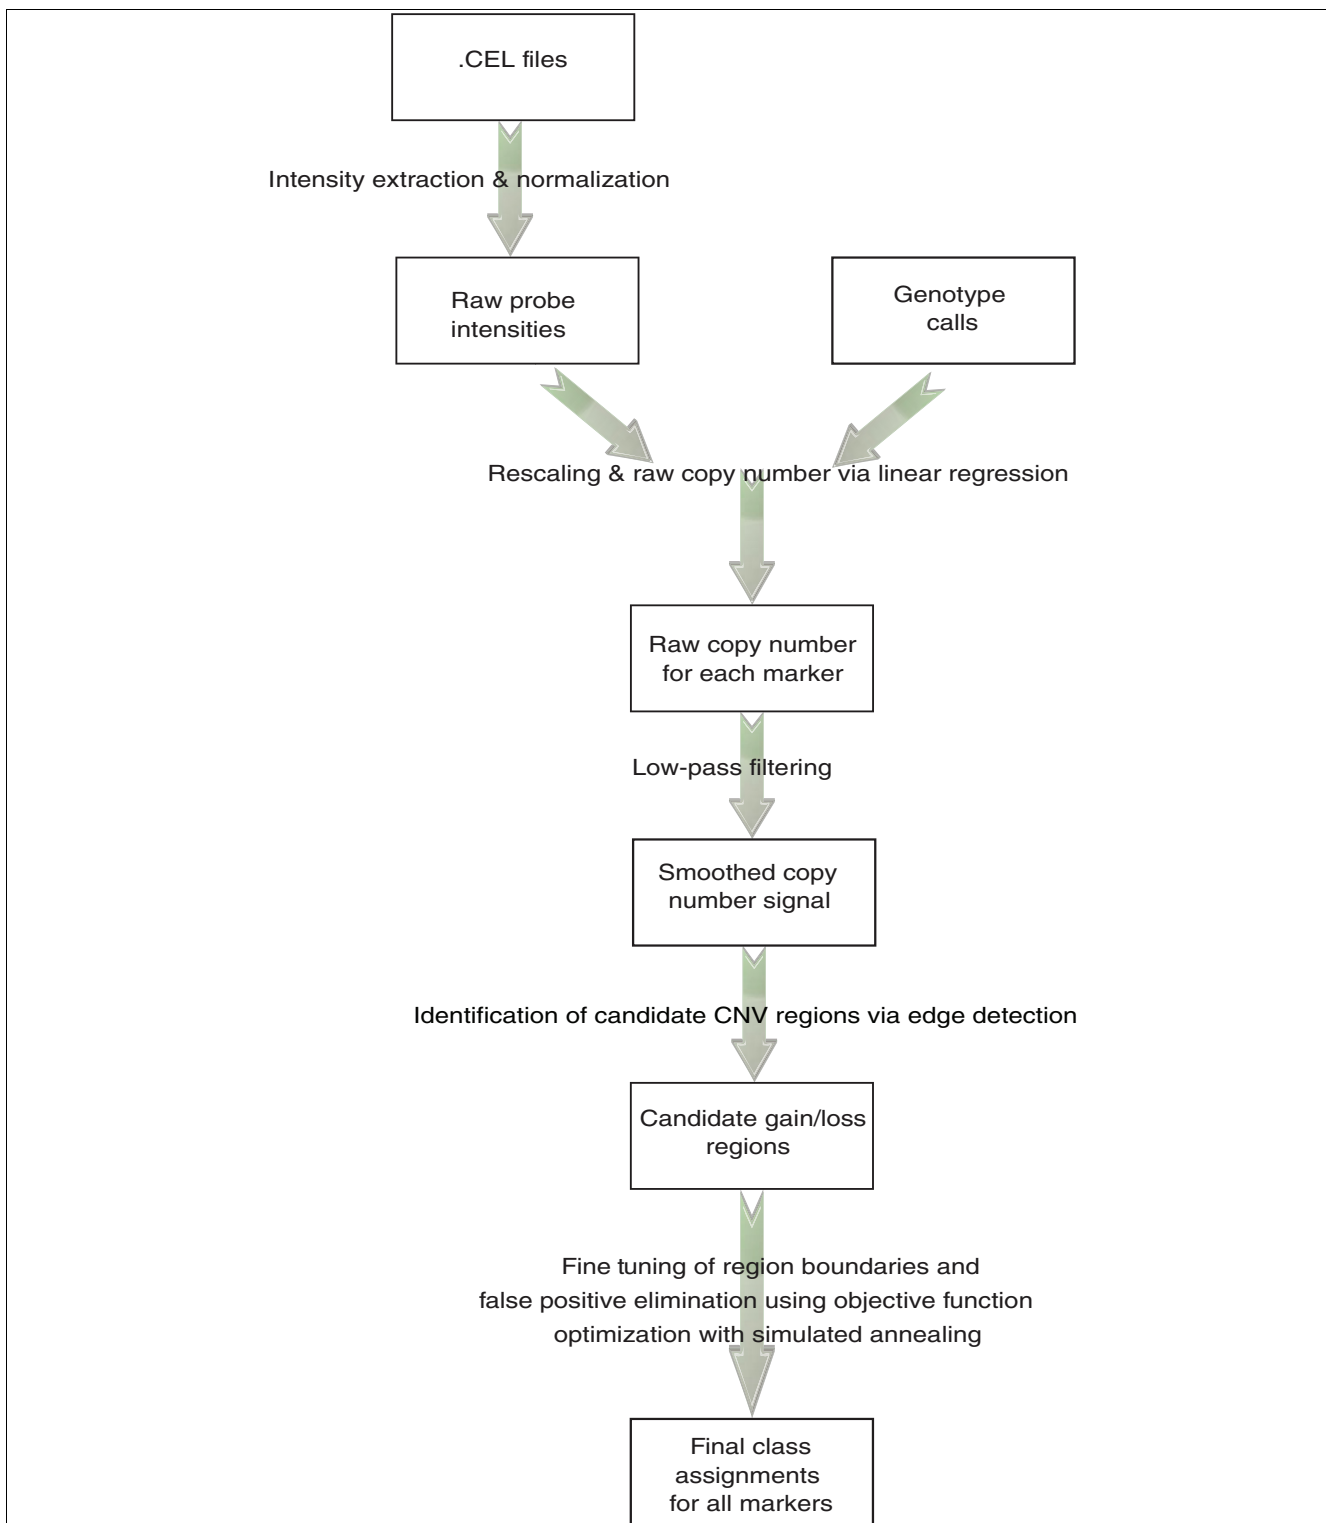 .CEL files
Intensity extraction & normalization
Raw probe
intensities
Genotype
calls
Rescaling & raw copy number via linear regression
Raw copy number
for each marker
Low-pass filtering
Smoothed copy
number signal
Identification of candidate CNV regions via edge detection
Candidate gain/loss
regions
Fine tuning of region boundaries and
false positive elimination using objective function
optimization with simulated annealing
Final class
assignments
for all markers